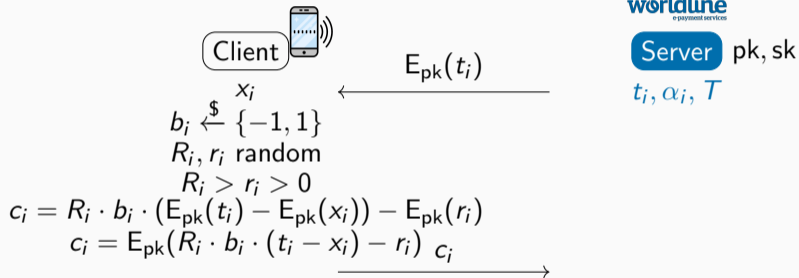 worldline
e-payment services
Client
Server pk, sk
E_pk(t_i)
x_i
t_i, α_i, T
b_i ←$ {−1, 1}
R_i, r_i random
R_i > r_i > 0
c_i = R_i · b_i · (E_pk(t_i) − E_pk(x_i)) − E_pk(r_i)
c_i = E_pk(R_i · b_i · (t_i − x_i) − r_i)
c_i